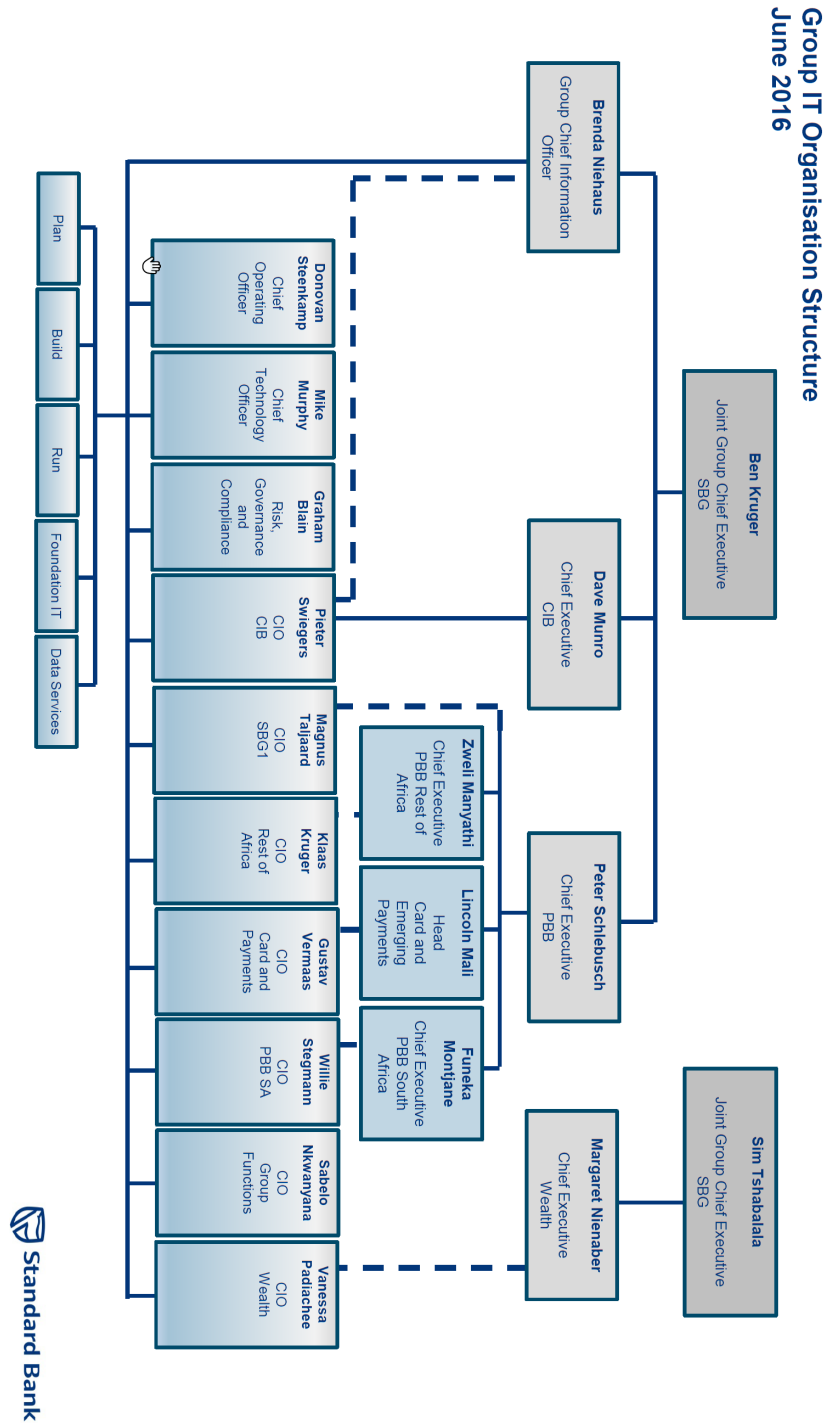 Group IT Organisation Structure
June 2016
Ben Kruger
Joint Group Chief Executive
SBG
Sim Tshabalala
Joint Group Chief Executive
SBG
Brenda Niehaus
Group Chief Information
Officer
Dave Munro
Chief Executive
CIB
Peter Schlebusch
Chief Executive
PBB
Margaret Nienaber
Chief Executive
Wealth
Zweli Manyathi
Chief Executive
PBB Rest of
Africa
Lincoln Mali
Head
Card and
Emerging
Payments
Funeka
Montjane
Chief Executive
PBB South
Africa
Donovan
Steenkamp
Chief
Operating
Officer
Mike
Murphy
Chief
Technology
Officer
Graham
Blain
Risk,
Governance
and
Compliance
Pieter
Swiegers
CIO
CIB
Magnus
Taljaard
CIO
SBG1
Klaas
Kruger
CIO
Rest of
Africa
Gustav
Vermaas
CIO
Card and
Payments
Willie
Stegmann
CIO
PBB SA
Sabelo
Nkwanyana
CIO
Group
Functions
Vanessa
Padiachee
CIO
Wealth
Plan
Build
Run
Foundation IT
Data Services
Standard Bank